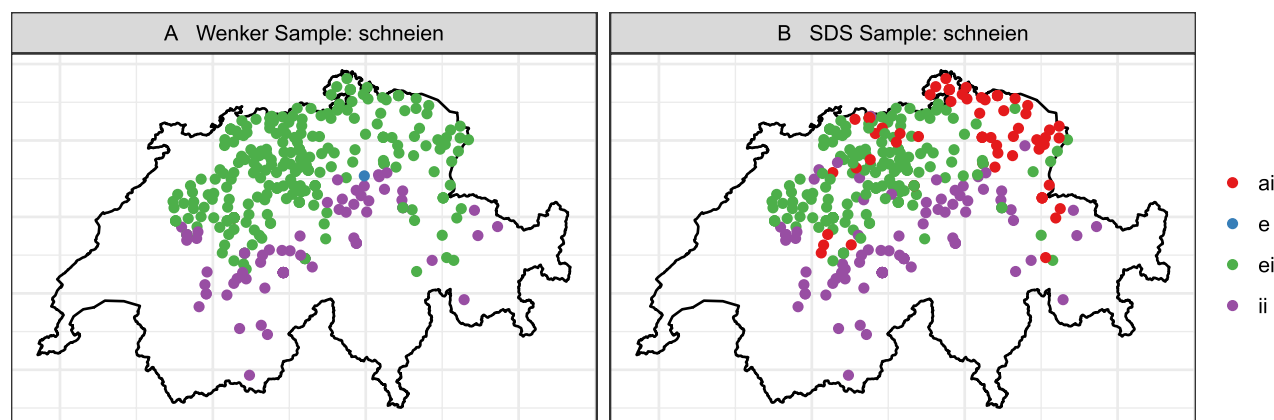 A Wenker Sample: schneien
B SDS Sample: schneien
ai
e
ei
ii